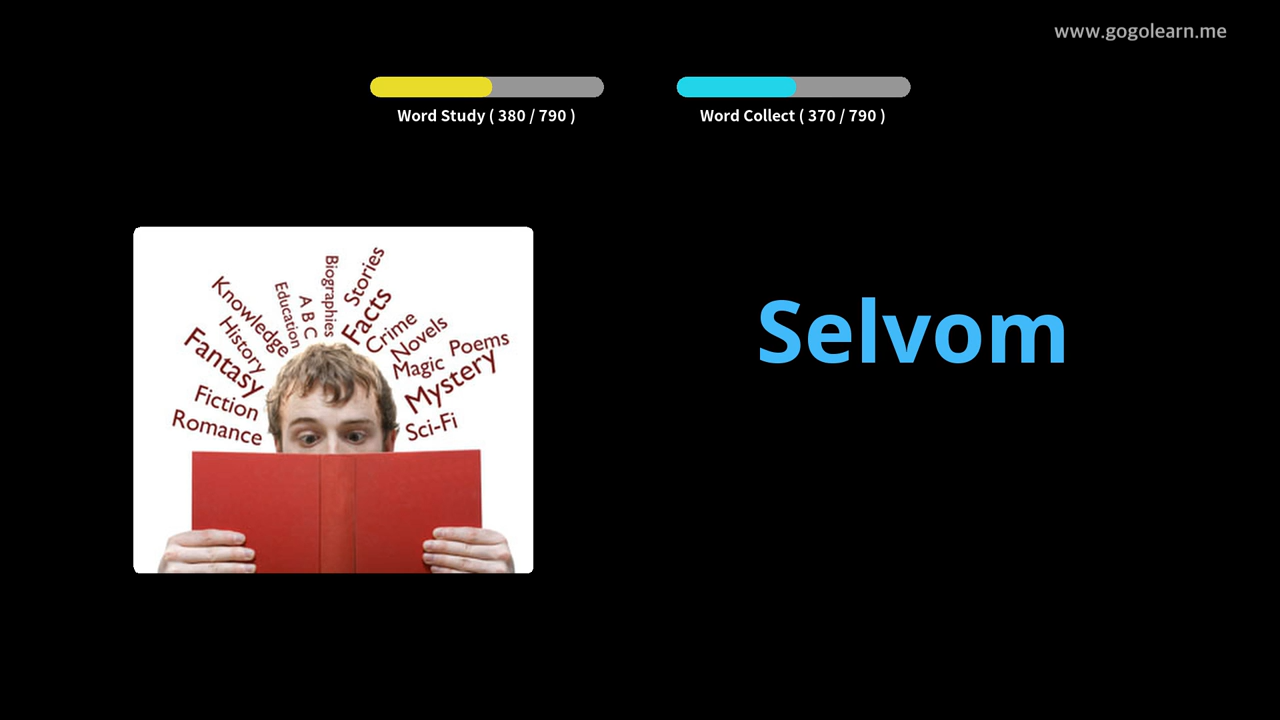 www.gogolearn.me
Word Study ( 380 / 790 )
Word Collect ( 370 / 790 )
Selvom
Knowledge
History
Fantasy
Fiction
Romance
Education
A B C
Biographies
Stories
Facts
Crime
Novels
Magic
Poems
Mystery
Sci-Fi